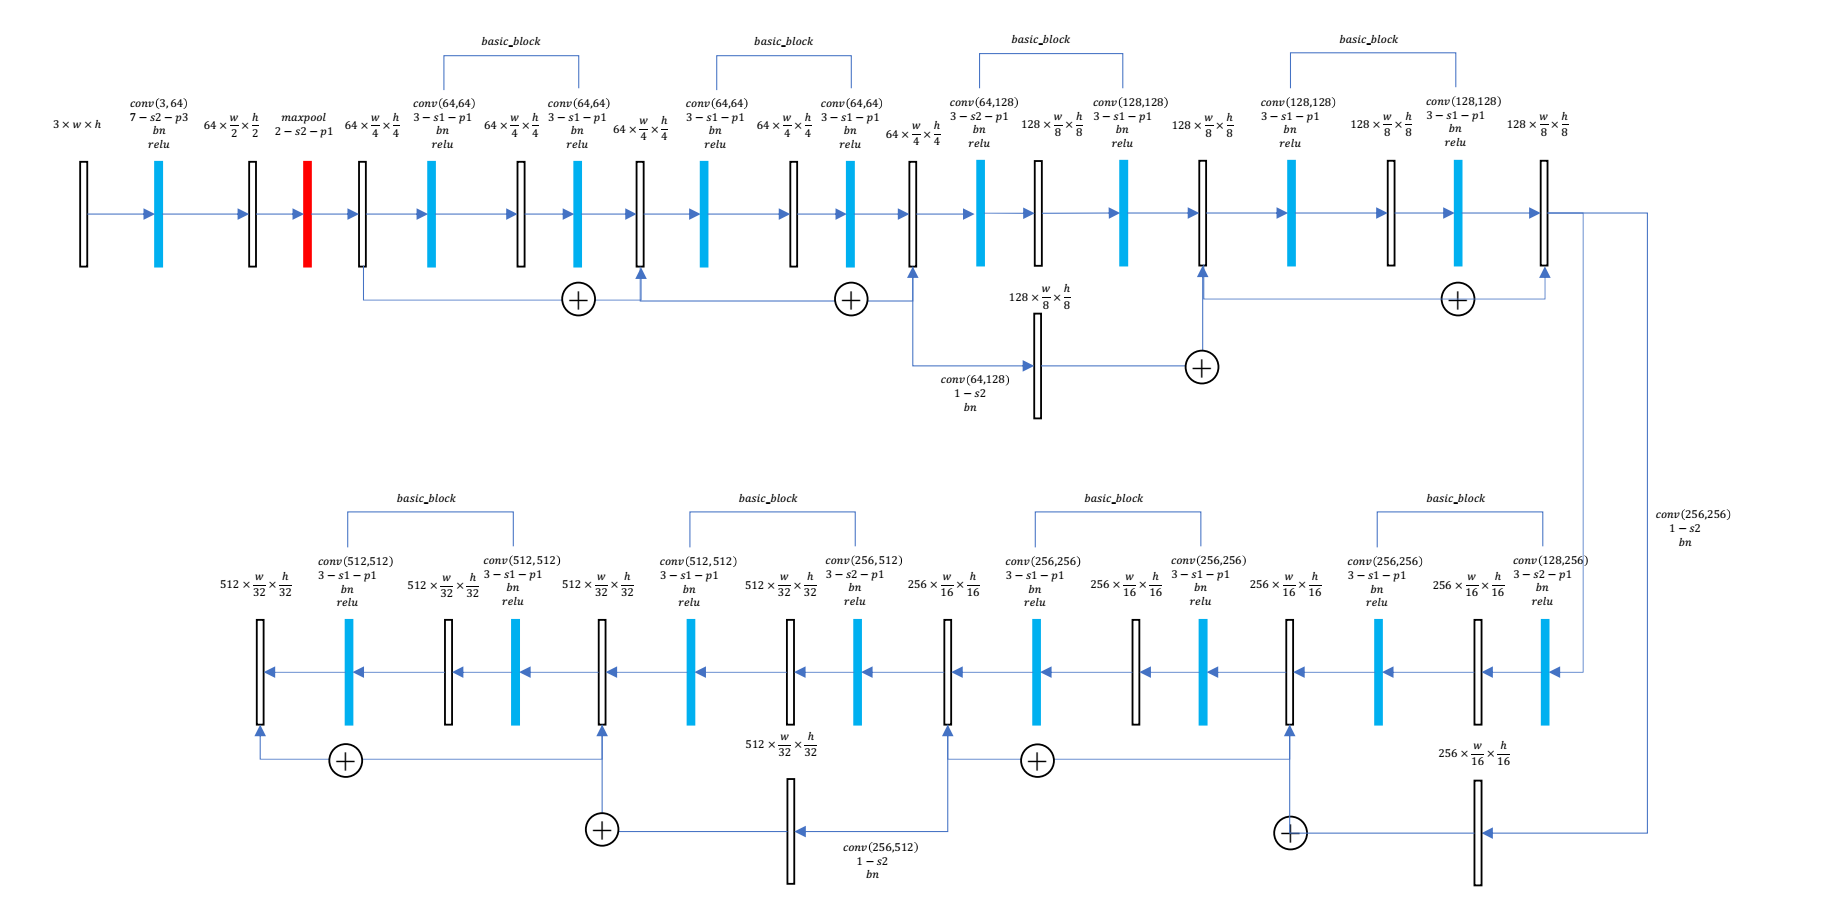 basic_block
basic_block
basic_block
basic_block
3 × w × h
conv(3, 64)
7 − s2 − p3
bn
relu
64 × w/2 × h/2
maxpool
2 − s2 − p1
64 × w/4 × h/4
conv(64,64)
3 − s1 − p1
bn
relu
64 × w/4 × h/4
conv(64,64)
3 − s1 − p1
bn
relu
64 × w/4 × h/4
conv(64,64)
3 − s1 − p1
bn
relu
64 × w/4 × h/4
conv(64,64)
3 − s1 − p1
bn
relu
64 × w/4 × h/4
conv(64,128)
3 − s2 − p1
bn
relu
128 × w/8 × h/8
conv(128,128)
3 − s1 − p1
bn
relu
128 × w/8 × h/8
conv(128,128)
3 − s1 − p1
bn
relu
128 × w/8 × h/8
conv(128,128)
3 − s1 − p1
bn
relu
128 × w/8 × h/8
128 × w/8 × h/8
conv(64,128)
1 − s2
bn
basic_block
basic_block
basic_block
basic_block
conv(256,256)
1 − s2
bn
512 × w/32 × h/32
conv(512,512)
3 − s1 − p1
bn
relu
512 × w/32 × h/32
conv(512,512)
3 − s1 − p1
bn
relu
512 × w/32 × h/32
conv(512,512)
3 − s1 − p1
bn
relu
512 × w/32 × h/32
conv(256,512)
3 − s2 − p1
bn
relu
256 × w/16 × h/16
conv(256,256)
3 − s1 − p1
bn
relu
256 × w/16 × h/16
conv(256,256)
3 − s1 − p1
bn
relu
256 × w/16 × h/16
conv(256,256)
3 − s1 − p1
bn
relu
256 × w/16 × h/16
conv(128,256)
3 − s2 − p1
bn
relu
512 × w/32 × h/32
256 × w/16 × h/16
conv(256,512)
1 − s2
bn